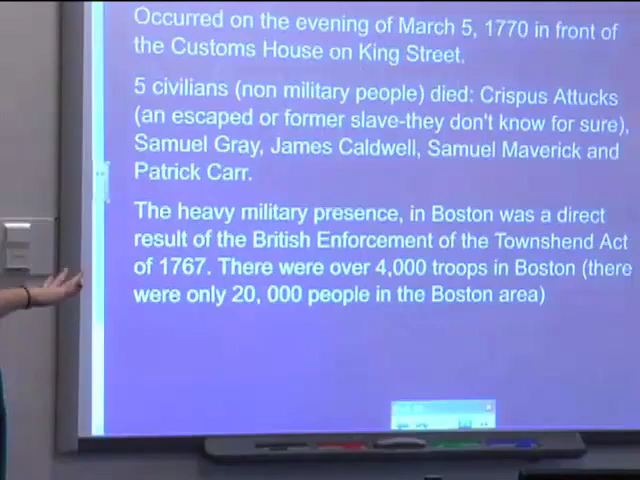 Occurred on the evening of March 5, 1770 in front of
the Customs House on King Street.
5 civilians (non military people) died: Crispus Attucks
(an escaped or former slave-they don't know for sure),
Samuel Gray, James Caldwell, Samuel Maverick and
Patrick Carr.
The heavy military presence, in Boston was a direct
result of the British Enforcement of the Townshend Act
of 1767. There were over 4,000 troops in Boston (there
were only 20, 000 people in the Boston area)